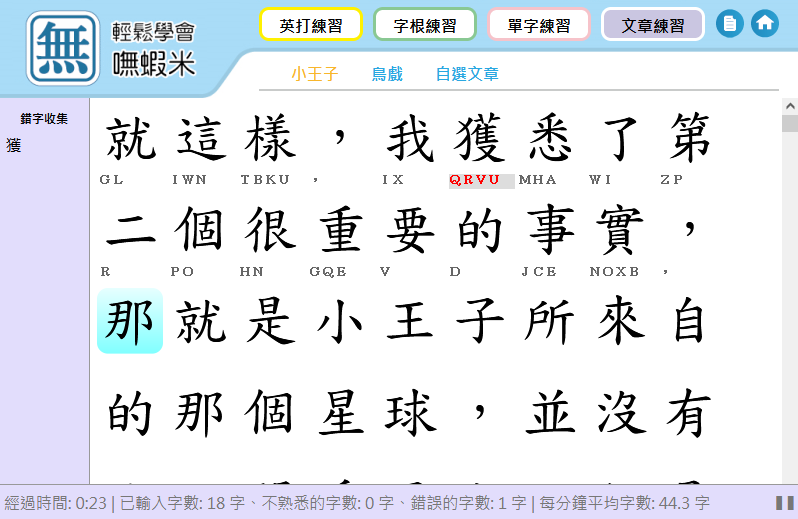 無
輕鬆學會
嘸蝦米
英打練習 字根練習 單字練習 文章練習
小王子 鳥戲 自選文章
錯字收集
獲
就這樣，我獲悉了第
GL IWN TBKU ， IX QRVU MHA WI ZP
二個很重要的事實，
R PO HN GQE V D JCE NOXB ，
那就是小王子所來自
的那個星球，並沒有
經過時間: 0:23 | 已輸入字數: 18 字、不熟悉的字數: 0 字、錯誤的字數: 1 字 | 每分鐘平均字數: 44.3 字